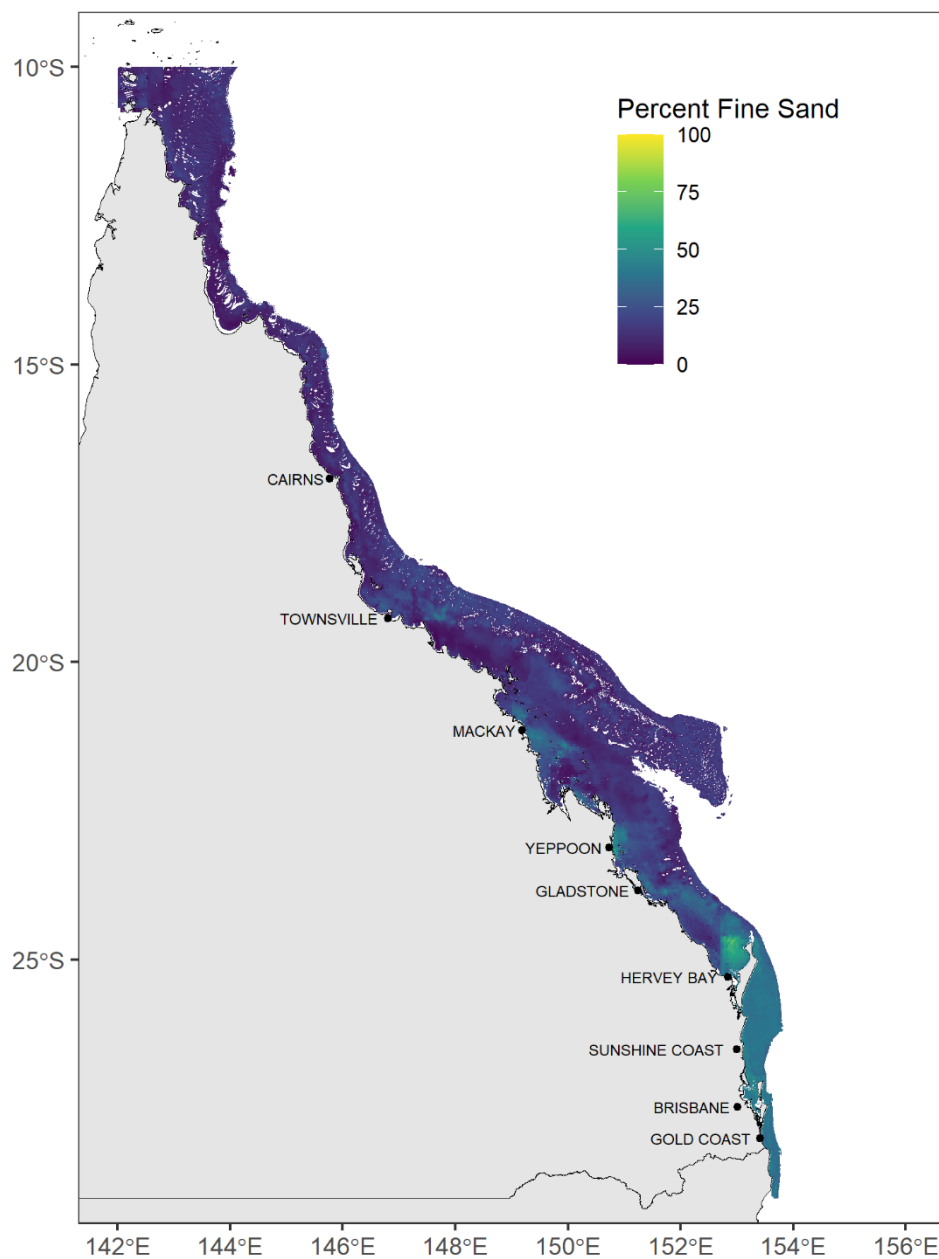 10°S
Percent Fine Sand
100
75
50
25
0
15°S
CAIRNS
TOWNSVILLE
20°S
MACKAY
YEPPOON
GLADSTONE
25°S
HERVEY BAY
SUNSHINE COAST
BRISBANE
GOLD COAST
142°E 144°E 146°E 148°E 150°E 152°E 154°E 156°E